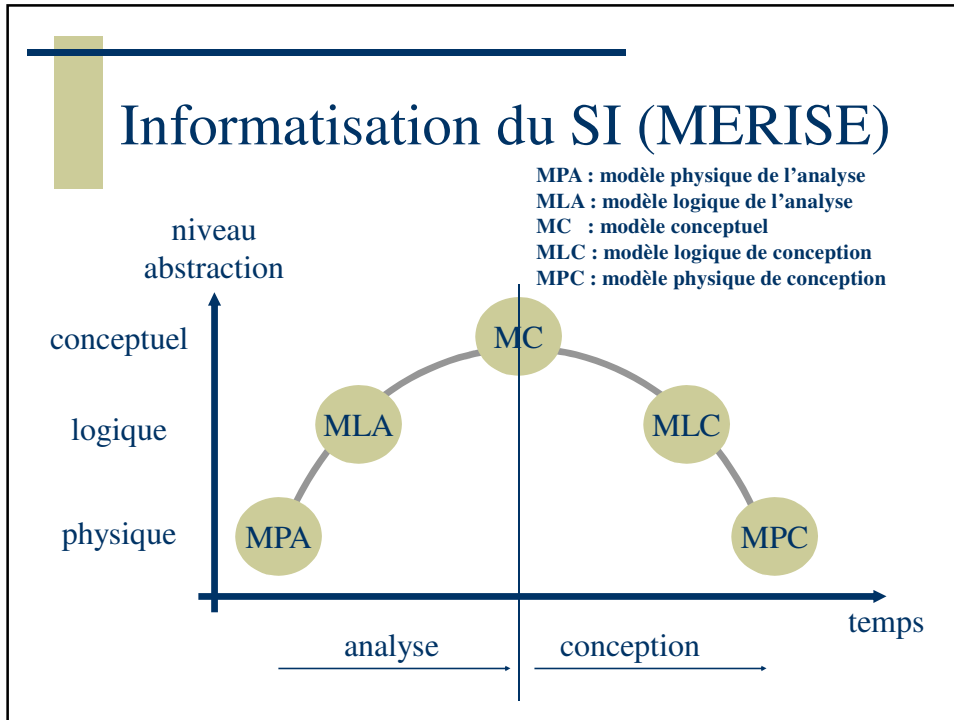 Informatisation du SI (MERISE)
MPA : modèle physique de l’analyse
MLA : modèle logique de l’analyse
MC : modèle conceptuel
MLC : modèle logique de conception
MPC : modèle physique de conception
niveau
abstraction
conceptuel
MC
logique
MLA
MLC
physique
MPA
MPC
temps
analyse
conception